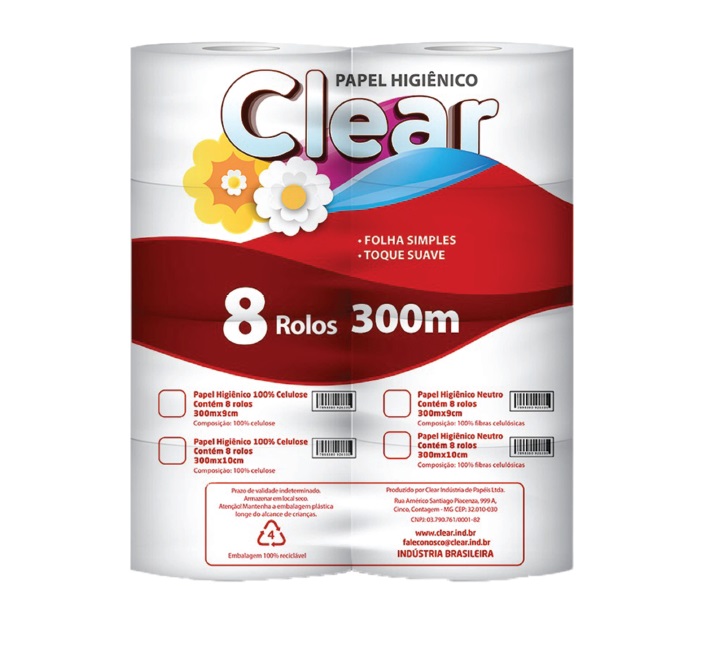 PAPEL HIGIÊNICO
Clear
• FOLHA SIMPLES
• TOQUE SUAVE
8 Rolos 300m
Papel Higiênico 100% Celulose
Contém 8 rolos
300mx9cm
Composição: 100% celulose
Papel Higiênico Neutro
Contém 8 rolos
300mx9cm
Composição: 100% fibras celulósicas
Papel Higiênico 100% Celulose
Contém 8 rolos
300mx10cm
Composição: 100% celulose
Papel Higiênico Neutro
Contém 8 rolos
300mx10cm
Composição: 100% fibras celulósicas
Prazo de validade indeterminado.
Armazenar em local seco.
Atenção! Mantenha a embalagem plástica
longe do alcance de crianças.
4
Embalagem 100% reciclável
Produzido por Clear Indústria de Papéis Ltda.
Rua Américo Santiago Piacenza, 999 A,
Cinco, Contagem - MG CEP: 32.010-030
CNPJ: 03.790.761/0001-82
www.clear.ind.br
faleconosco@clear.ind.br
INDÚSTRIA BRASILEIRA